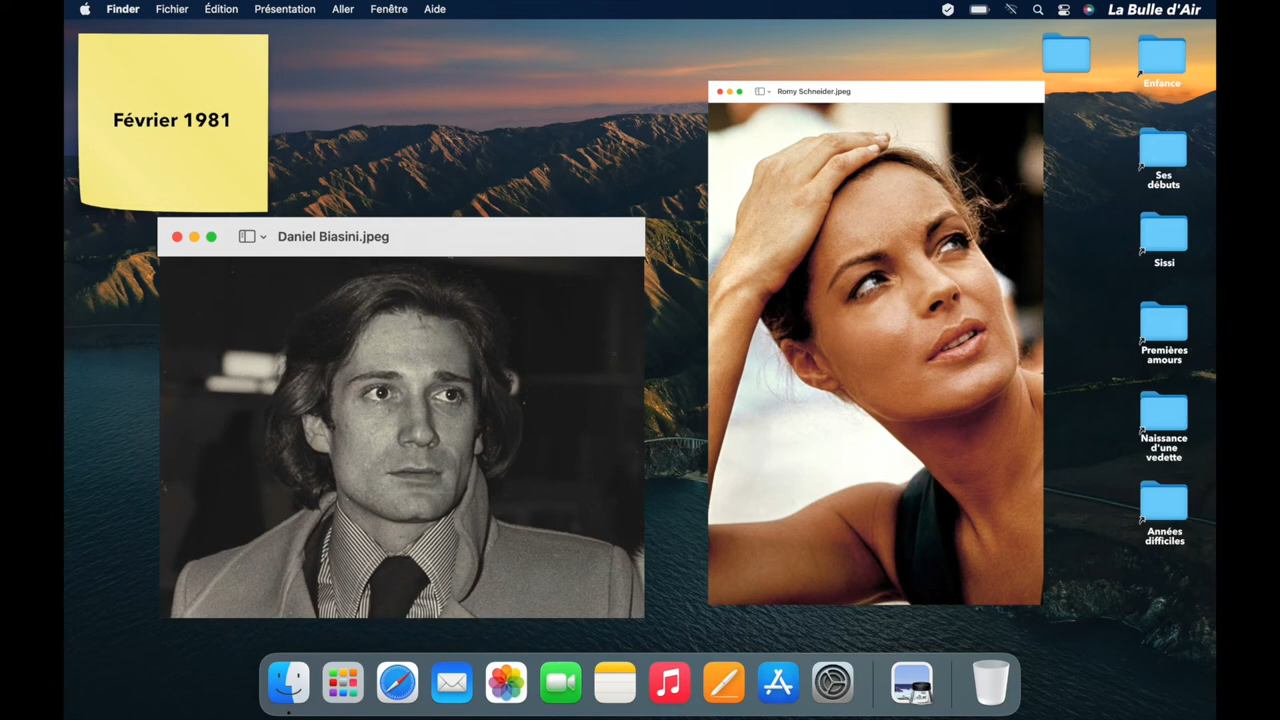 Finder Fichier Édition Présentation Aller Fenêtre Aide
La Bulle d'Air
Février 1981
Daniel Biasini.jpeg
Romy Schneider.jpeg
Enfance
Ses
débuts
Sissi
Premières
amours
Naissance
d'une
vedette
Années
difficiles